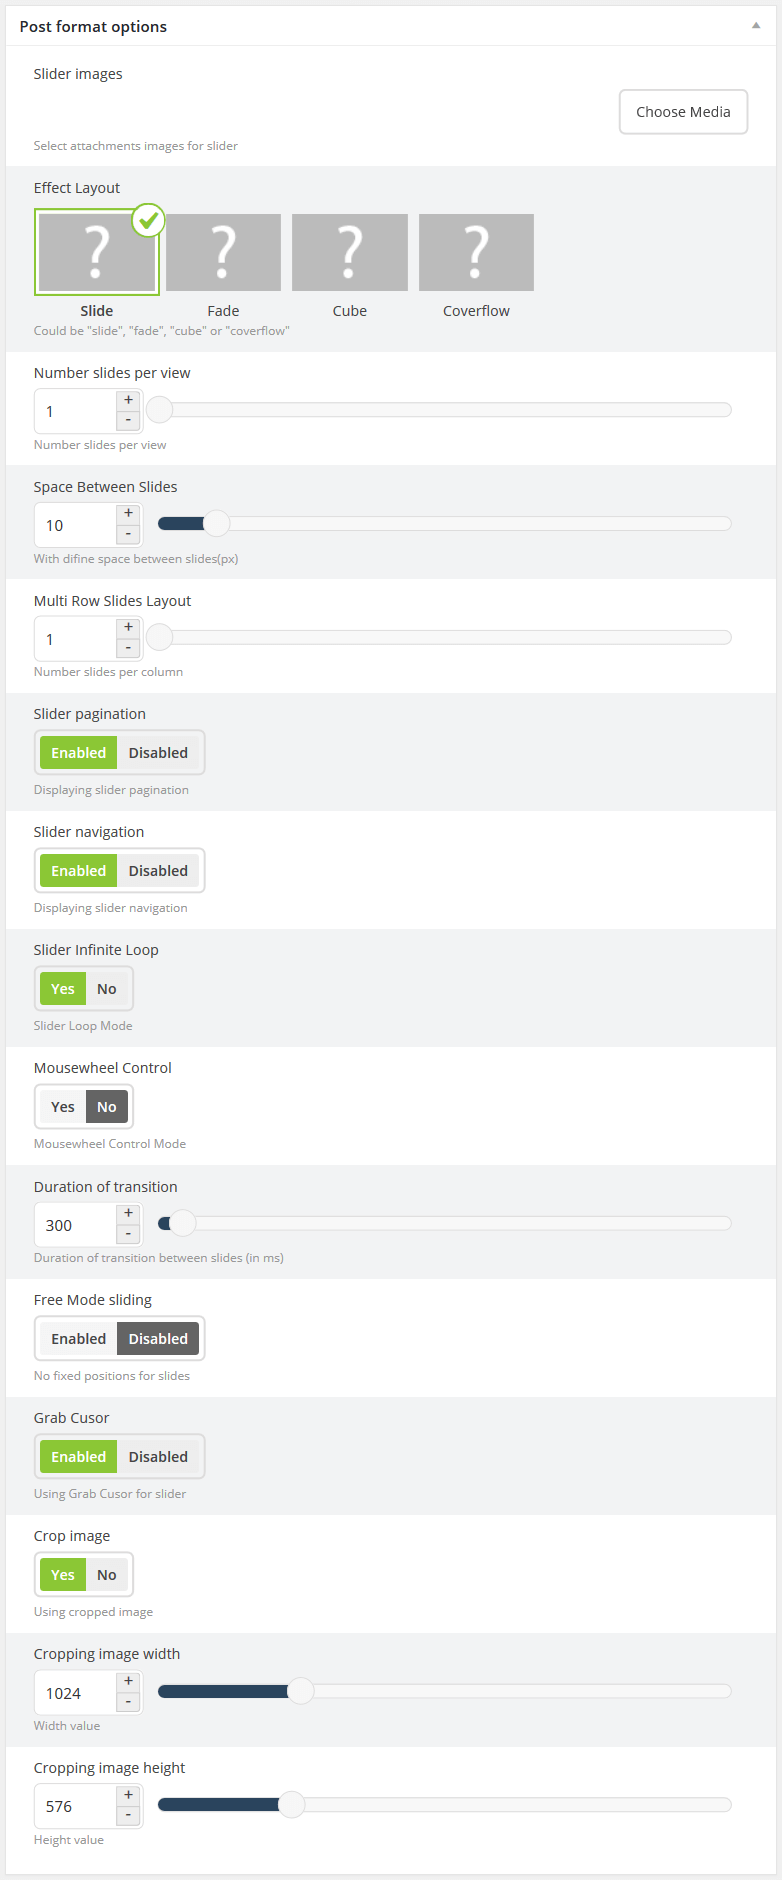 Post format options
Slider images
Choose Media
Select attachments images for slider
Effect Layout
? ? ? ?
Slide Fade Cube Coverflow
Could be "slide", "fade", "cube" or "coverflow"
Number slides per view
1 + -
Number slides per view
Space Between Slides
10 + -
With difine space between slides(px)
Multi Row Slides Layout
1 + -
Number slides per column
Slider pagination
Enabled Disabled
Displaying slider pagination
Slider navigation
Enabled Disabled
Displaying slider navigation
Slider Infinite Loop
Yes No
Slider Loop Mode
Mousewheel Control
Yes No
Mousewheel Control Mode
Duration of transition
300 + -
Duration of transition between slides (in ms)
Free Mode sliding
Enabled Disabled
No fixed positions for slides
Grab Cusor
Enabled Disabled
Using Grab Cusor for slider
Crop image
Yes No
Using cropped image
Cropping image width
1024 + -
Width value
Cropping image height
576 + -
Height value